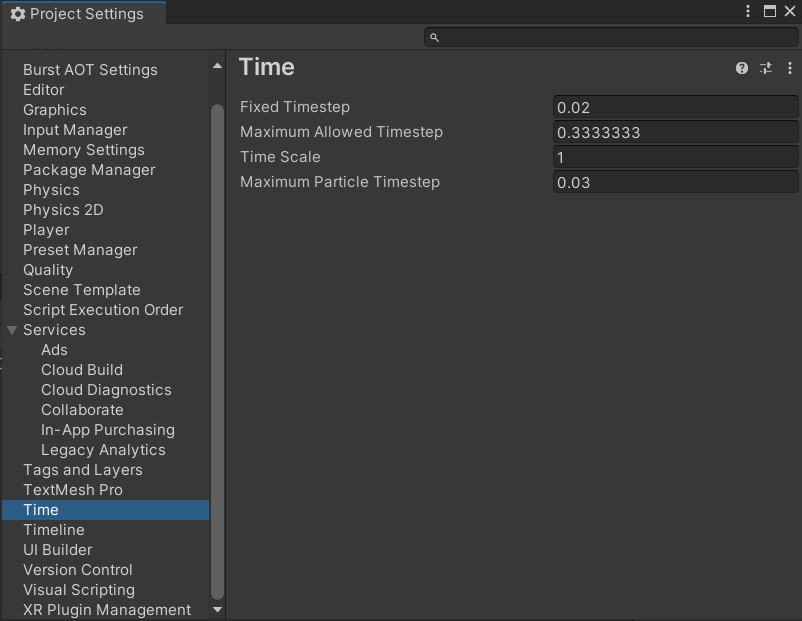 Project Settings
Burst AOT Settings
Editor
Graphics
Input Manager
Memory Settings
Package Manager
Physics
Physics 2D
Player
Preset Manager
Quality
Scene Template
Script Execution Order
Services
Ads
Cloud Build
Cloud Diagnostics
Collaborate
In-App Purchasing
Legacy Analytics
Tags and Layers
TextMesh Pro
Time
Timeline
UI Builder
Version Control
Visual Scripting
XR Plugin Management
Time
Fixed Timestep 0.02
Maximum Allowed Timestep 0.3333333
Time Scale 1
Maximum Particle Timestep 0.03